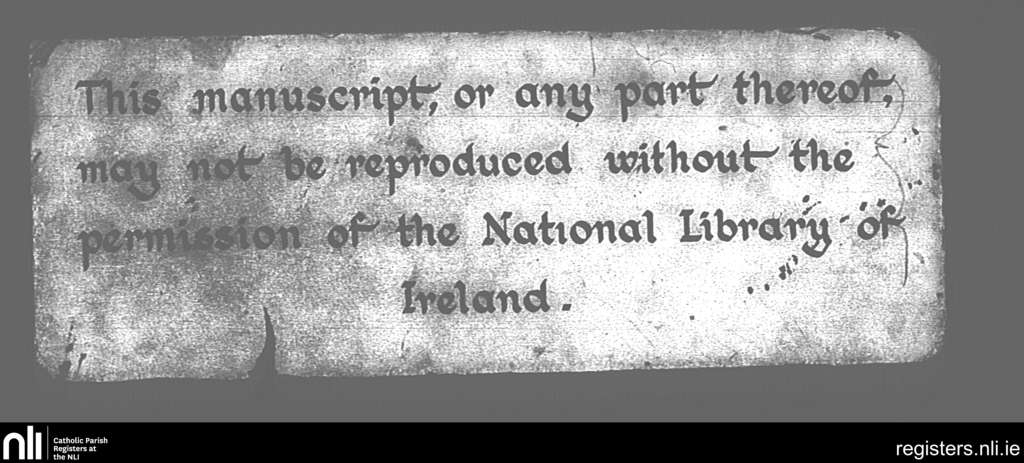 This manuscript, or any part thereof,
may not be reproduced without the
permission of the National Library of
Ireland.
nli
Catholic Parish
Registers at
the NLI
registers.nli.ie